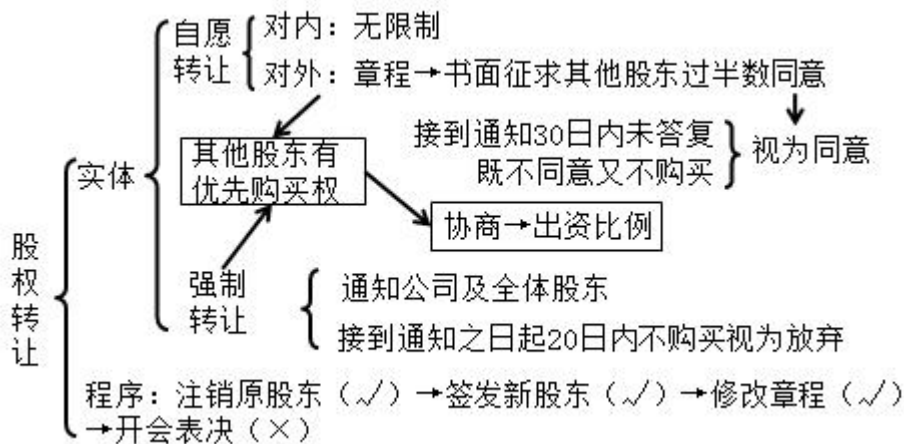 自愿
转让
对内：无限制
对外：章程→书面征求其他股东过半数同意
接到通知30日内未答复
既不同意又不购买
视为同意
实体
其他股东有
优先购买权
协商→出资比例
股权转让
强制
转让
通知公司及全体股东
接到通知之日起20日内不购买视为放弃
程序：注销原股东（√）→签发新股东（√）→修改章程（√）
→开会表决（×）